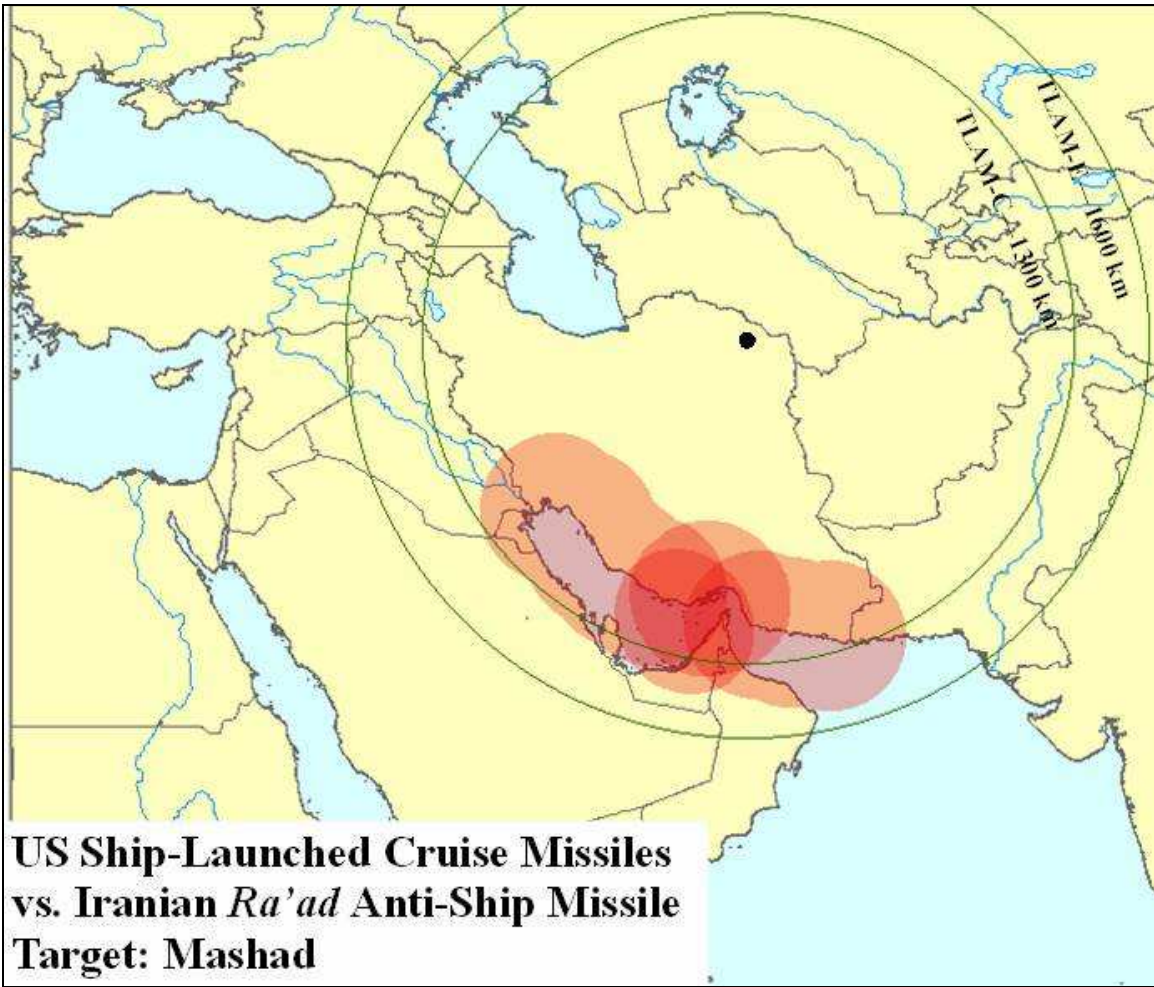 TLAM-E 1600 km
TLAM-C 1300 km
US Ship-Launched Cruise Missiles
vs. Iranian Ra’ad Anti-Ship Missile
Target: Mashad